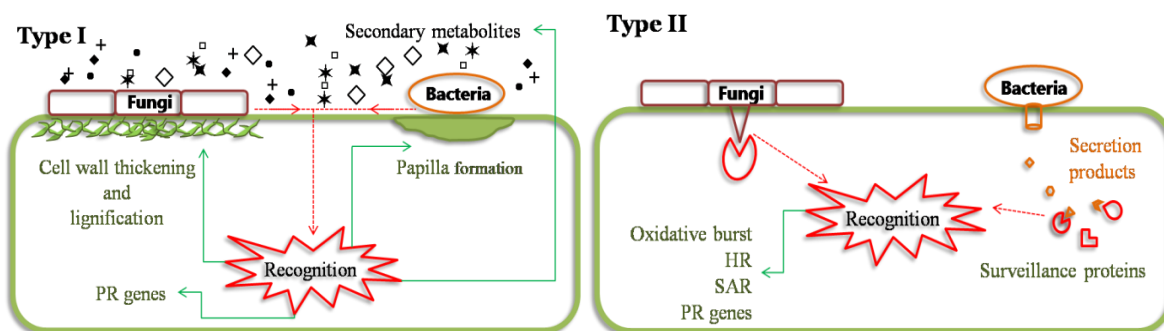 Type I
Secondary metabolites
Fungi
Bacteria
Cell wall thickening
and
lignification
Papilla formation
Recognition
PR genes
Type II
Fungi
Bacteria
Secretion
products
Recognition
Oxidative burst
HR
SAR
PR genes
Surveillance proteins